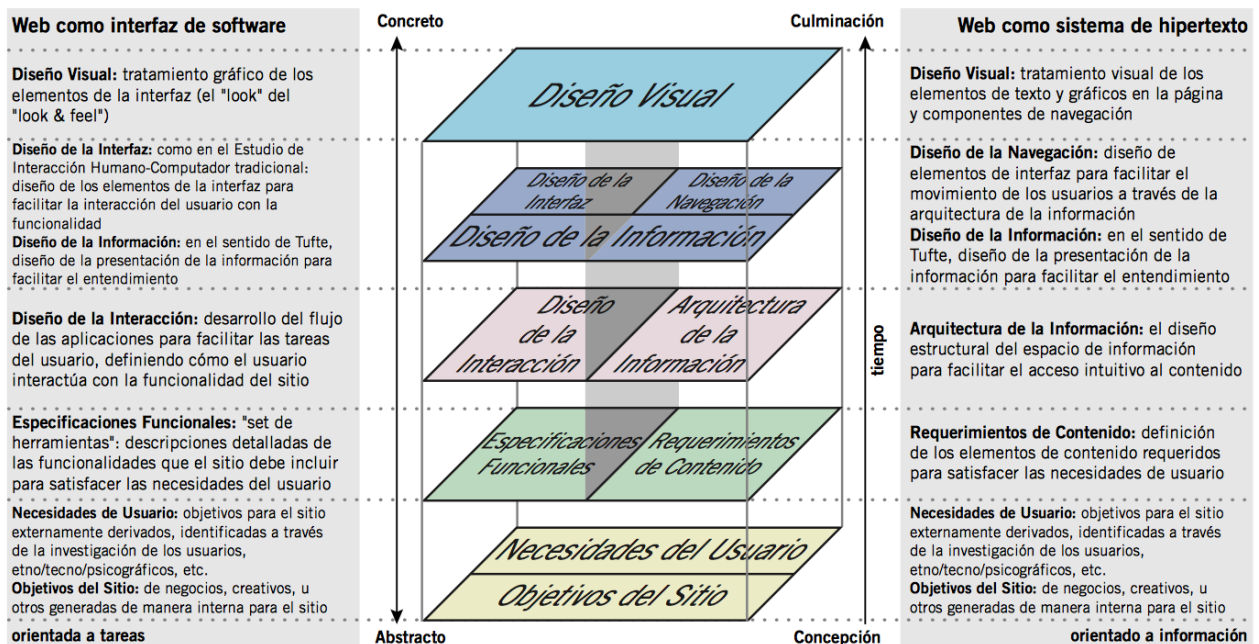 Web como interfaz de software
Diseño Visual: tratamiento gráfico de los
elementos de la interfaz (el "look" del
"look & feel")
Diseño de la Interfaz: como en el Estudio de
Interacción Humano-Computador tradicional:
diseño de los elementos de la interfaz para
facilitar la interacción del usuario con la
funcionalidad
Diseño de la Información: en el sentido de Tufte,
diseño de la presentación de la información para
facilitar el entendimiento
Diseño de la Interacción: desarrollo del flujo
de las aplicaciones para facilitar las tareas
del usuario, definiendo cómo el usuario
interactúa con la funcionalidad del sitio
Especificaciones Funcionales: "set de
herramientas": descripciones detalladas de
las funcionalidades que el sitio debe incluir
para satisfacer las necesidades del usuario
Necesidades de Usuario: objetivos para el sitio
externamente derivados, identificadas a través
de la investigación de los usuarios,
etno/tecno/psicográficos, etc.
Objetivos del Sitio: de negocios, creativos, u
otros generadas de manera interna para el sitio
orientada a tareas
Concreto
Culminación
Diseño Visual
Diseño de la
Interfaz
Diseño de la
Navegación
Diseño de la Información
Diseño
de la
Interacción
Arquitectura
de la
Información
tiempo
Especificaciones
Funcionales
Requerimientos
de Contenido
Necesidades del Usuario
Objetivos del Sitio
Abstracto
Concepción
Web como sistema de hipertexto
Diseño Visual: tratamiento visual de los
elementos de texto y gráficos en la página
y componentes de navegación
Diseño de la Navegación: diseño de
elementos de interfaz para facilitar el
movimiento de los usuarios a través de la
arquitectura de la información
Diseño de la Información: en el sentido de
Tufte, diseño de la presentación de la
información para facilitar el entendimiento
Arquitectura de la Información: el diseño
estructural del espacio de información
para facilitar el acceso intuitivo al contenido
Requerimientos de Contenido: definición
de los elementos de contenido requeridos
para satisfacer las necesidades de usuario
Necesidades de Usuario: objetivos para el sitio
externamente derivados, identificadas a través
de la investigación de los usuarios,
etno/tecno/psicográficos, etc.
Objetivos del Sitio: de negocios, creativos, u
otros generadas de manera interna para el sitio
orientado a información